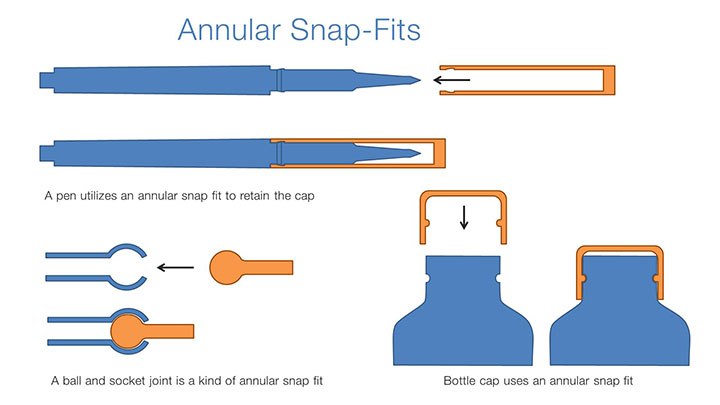 Annular Snap-Fits
A pen utilizes an annular snap fit to retain the cap
A ball and socket joint is a kind of annular snap fit
Bottle cap uses an annular snap fit